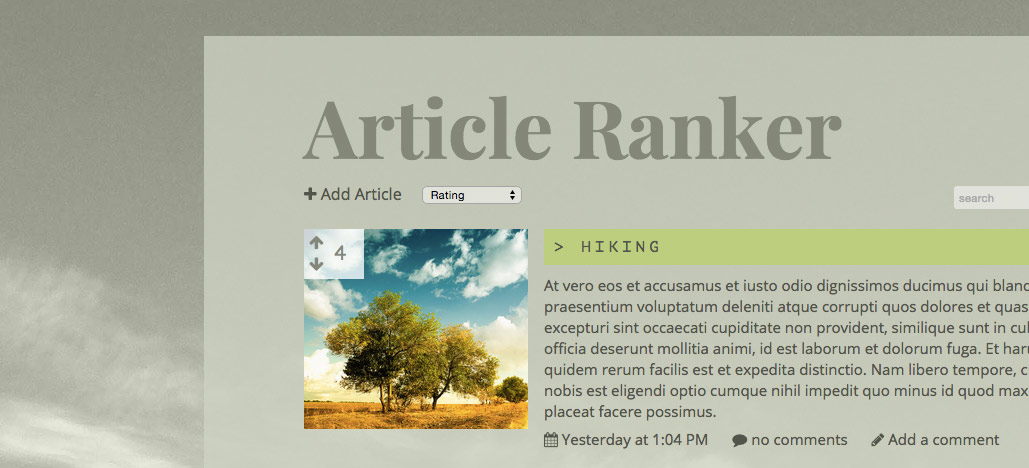 Article Ranker
Add Article Rating search
4
> HIKING
At vero eos et accusamus et iusto odio dignissimos ducimus qui blanc
praesentium voluptatum deleniti atque corrupti quos dolores et quas
excepturi sint occaecati cupiditate non provident, similique sunt in cul
officia deserunt mollitia animi, id est laborum et dolorum fuga. Et haru
quidem rerum facilis est et expedita distinctio. Nam libero tempore, c
nobis est eligendi optio cumque nihil impedit quo minus id quod max
placeat facere possimus.
Yesterday at 1:04 PM no comments Add a comment